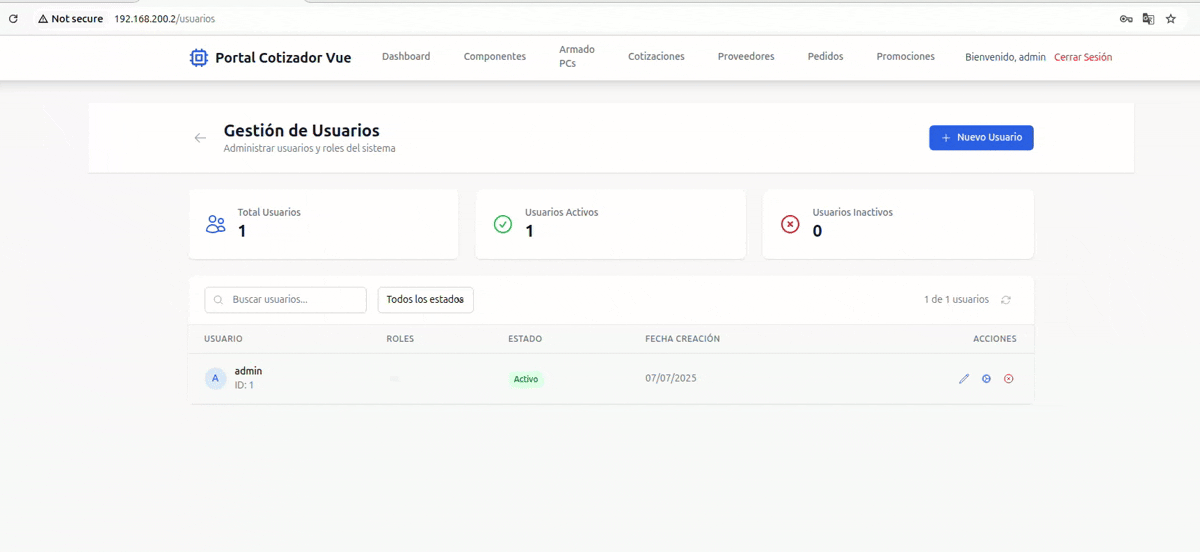 Not secure 192.168.200.2/usuarios
Portal Cotizador Vue Dashboard Componentes Armado PCs Cotizaciones Proveedores Pedidos Promociones Bienvenido, admin Cerrar Sesión
Gestión de Usuarios
Administrar usuarios y roles del sistema
+ Nuevo Usuario
Total Usuarios
1
Usuarios Activos
1
Usuarios Inactivos
0
Buscar usuarios... Todos los estados 1 de 1 usuarios
USUARIO ROLES ESTADO FECHA CREACIÓN ACCIONES
A admin
ID: 1
Activo 07/07/2025